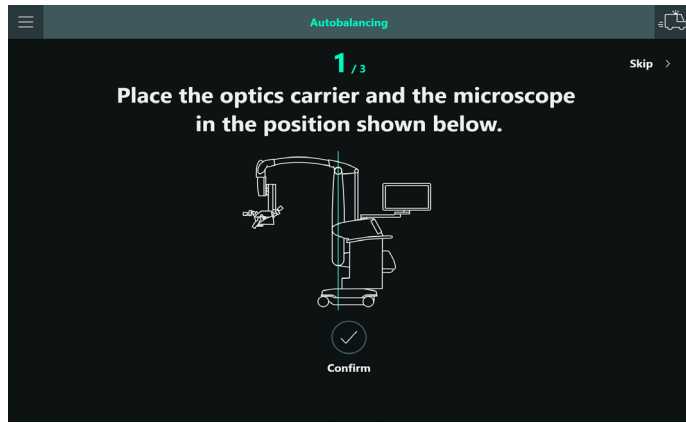 Autobalancing
1 / 3
Skip
Place the optics carrier and the microscope
in the position shown below.
Confirm